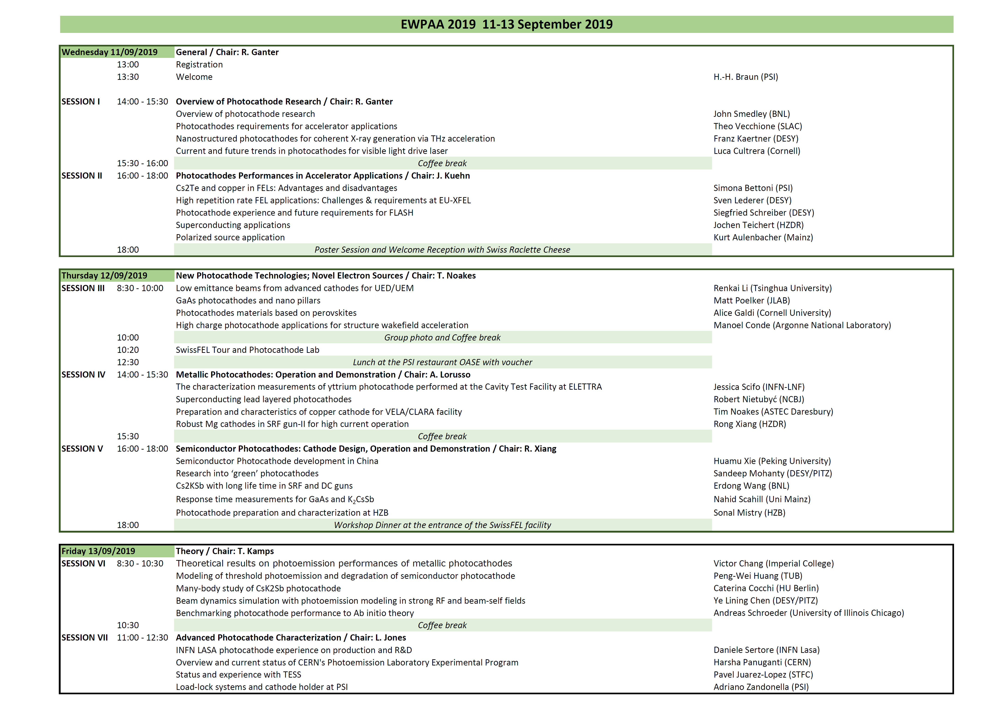 EWPAA 2019 11-13 September 2019
Wednesday 11/09/2019 General / Chair: R. Ganter
13:00 Registration
13:30 Welcome H.-H. Braun (PSI)
SESSION I 14:00 - 15:30 Overview of Photocathode Research / Chair: R. Ganter
Overview of photocathode research John Smedley (BNL)
Photocathodes requirements for accelerator applications Theo Vecchione (SLAC)
Nanostructured photocathodes for coherent X-ray generation via THz acceleration Franz Kaertner (DESY)
Current and future trends in photocathodes for visible light drive laser Luca Cultrera (Cornell)
15:30 - 16:00 Coffee break
SESSION II 16:00 - 18:00 Photocathodes Performances in Accelerator Applications / Chair: J. Kuehn
Cs2Te and copper in FELs: Advantages and disadvantages Simona Bettoni (PSI)
High repetition rate FEL applications: Challenges & requirements at EU-XFEL Sven Lederer (DESY)
Photocathode experience and future requirements for FLASH Siegfried Schreiber (DESY)
Superconducting applications Jochen Teichert (HZDR)
Polarized source application Kurt Aulenbacher (Mainz)
18:00 Poster Session and Welcome Reception with Swiss Raclette Cheese
Thursday 12/09/2019 New Photocathode Technologies; Novel Electron Sources / Chair: T. Noakes
SESSION III 8:30 - 10:00 Low emittance beams from advanced cathodes for UED/UEM Renkai Li (Tsinghua University)
GaAs photocathodes and nano pillars Matt Poelker (JLAB)
Photocathodes materials based on perovskites Alice Galdi (Cornell University)
High charge photocathode applications for structure wakefield acceleration Manoel Conde (Argonne National Laboratory)
10:00 Group photo and Coffee break
10:20 SwissFEL Tour and Photocathode Lab
12:30 Lunch at the PSI restaurant OASE with voucher
SESSION IV 14:00 - 15:30 Metallic Photocathodes: Operation and Demonstration / Chair: A. Lorusso
The characterization measurements of yttrium photocathode performed at the Cavity Test Facility at ELETTRA Jessica Scifo (INFN-LNF)
Superconducting lead layered photocathodes Robert Nietubyć (NCBJ)
Preparation and characteristics of copper cathode for VELA/CLARA facility Tim Noakes (ASTEC Daresbury)
Robust Mg cathodes in SRF gun-II for high current operation Rong Xiang (HZDR)
15:30 Coffee break
SESSION V 16:00 - 18:00 Semiconductor Photocathodes: Cathode Design, Operation and Demonstration / Chair: R. Xiang
Semiconductor Photocathode development in China Huamu Xie (Peking University)
Research into ‘green’ photocathodes Sandeep Mohanty (DESY/PITZ)
Cs2KSb with long life time in SRF and DC guns Erdong Wang (BNL)
Response time measurements for GaAs and K₂CsSb Nahid Scahill (Uni Mainz)
Photocathode preparation and characterization at HZB Sonal Mistry (HZB)
18:00 Workshop Dinner at the entrance of the SwissFEL facility
Friday 13/09/2019 Theory / Chair: T. Kamps
SESSION VI 8:30 - 10:30 Theoretical results on photoemission performances of metallic photocathodes Victor Chang (Imperial College)
Modeling of threshold photoemission and degradation of semiconductor photocathode Peng-Wei Huang (TUB)
Many-body study of CsK2Sb photocathode Caterina Cocchi (HU Berlin)
Beam dynamics simulation with photoemission modeling in strong RF and beam-self fields Ye Lining Chen (DESY/PITZ)
Benchmarking photocathode performance to Ab initio theory Andreas Schroeder (University of Illinois Chicago)
10:30 Coffee break
SESSION VII 11:00 - 12:30 Advanced Photocathode Characterization / Chair: L. Jones
INFN LASA photocathode experience on production and R&D Daniele Sertore (INFN Lasa)
Overview and current status of CERN's Photoemission Laboratory Experimental Program Harsha Panuganti (CERN)
Status and experience with TESS Pavel Juarez-Lopez (STFC)
Load-lock systems and cathode holder at PSI Adriano Zandonella (PSI)